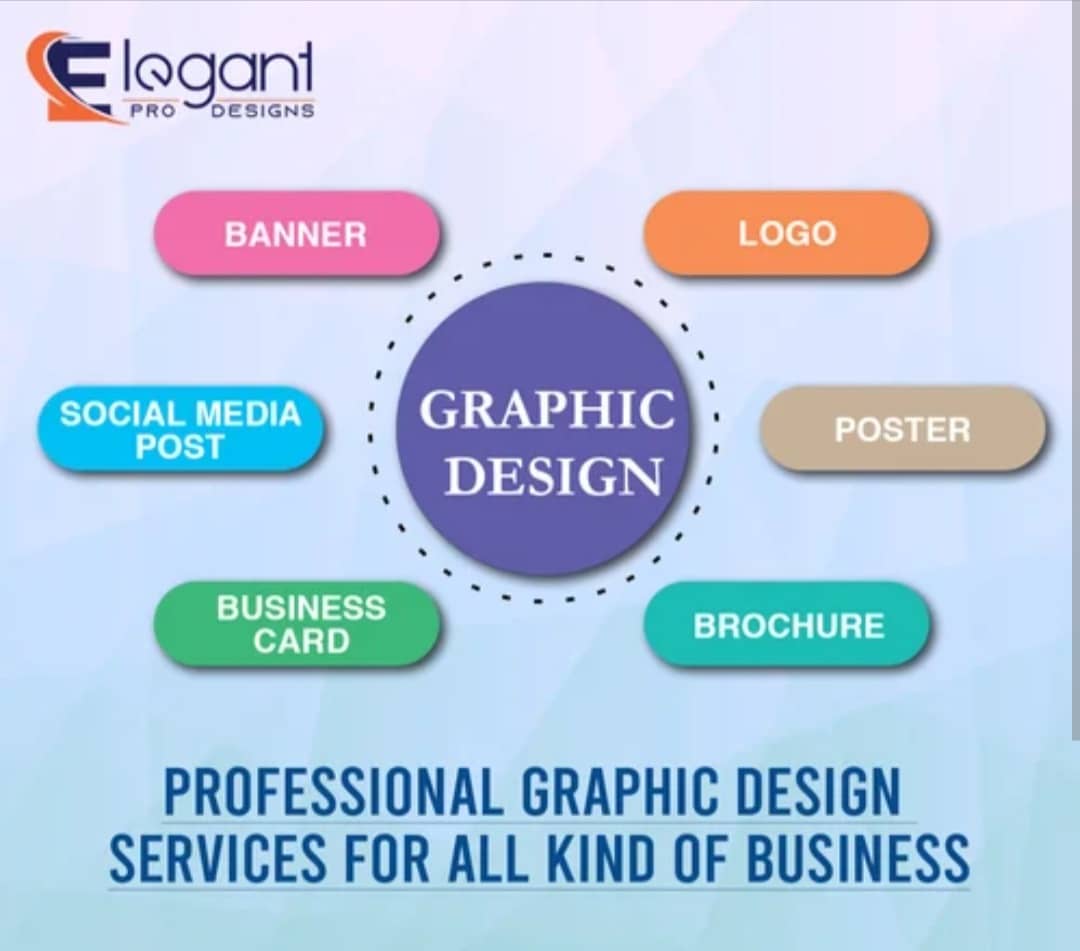 Elegant
PRO DESIGNS
BANNER
LOGO
SOCIAL MEDIA
POST
GRAPHIC
DESIGN
POSTER
BUSINESS
CARD
BROCHURE
PROFESSIONAL GRAPHIC DESIGN
SERVICES FOR ALL KIND OF BUSINESS